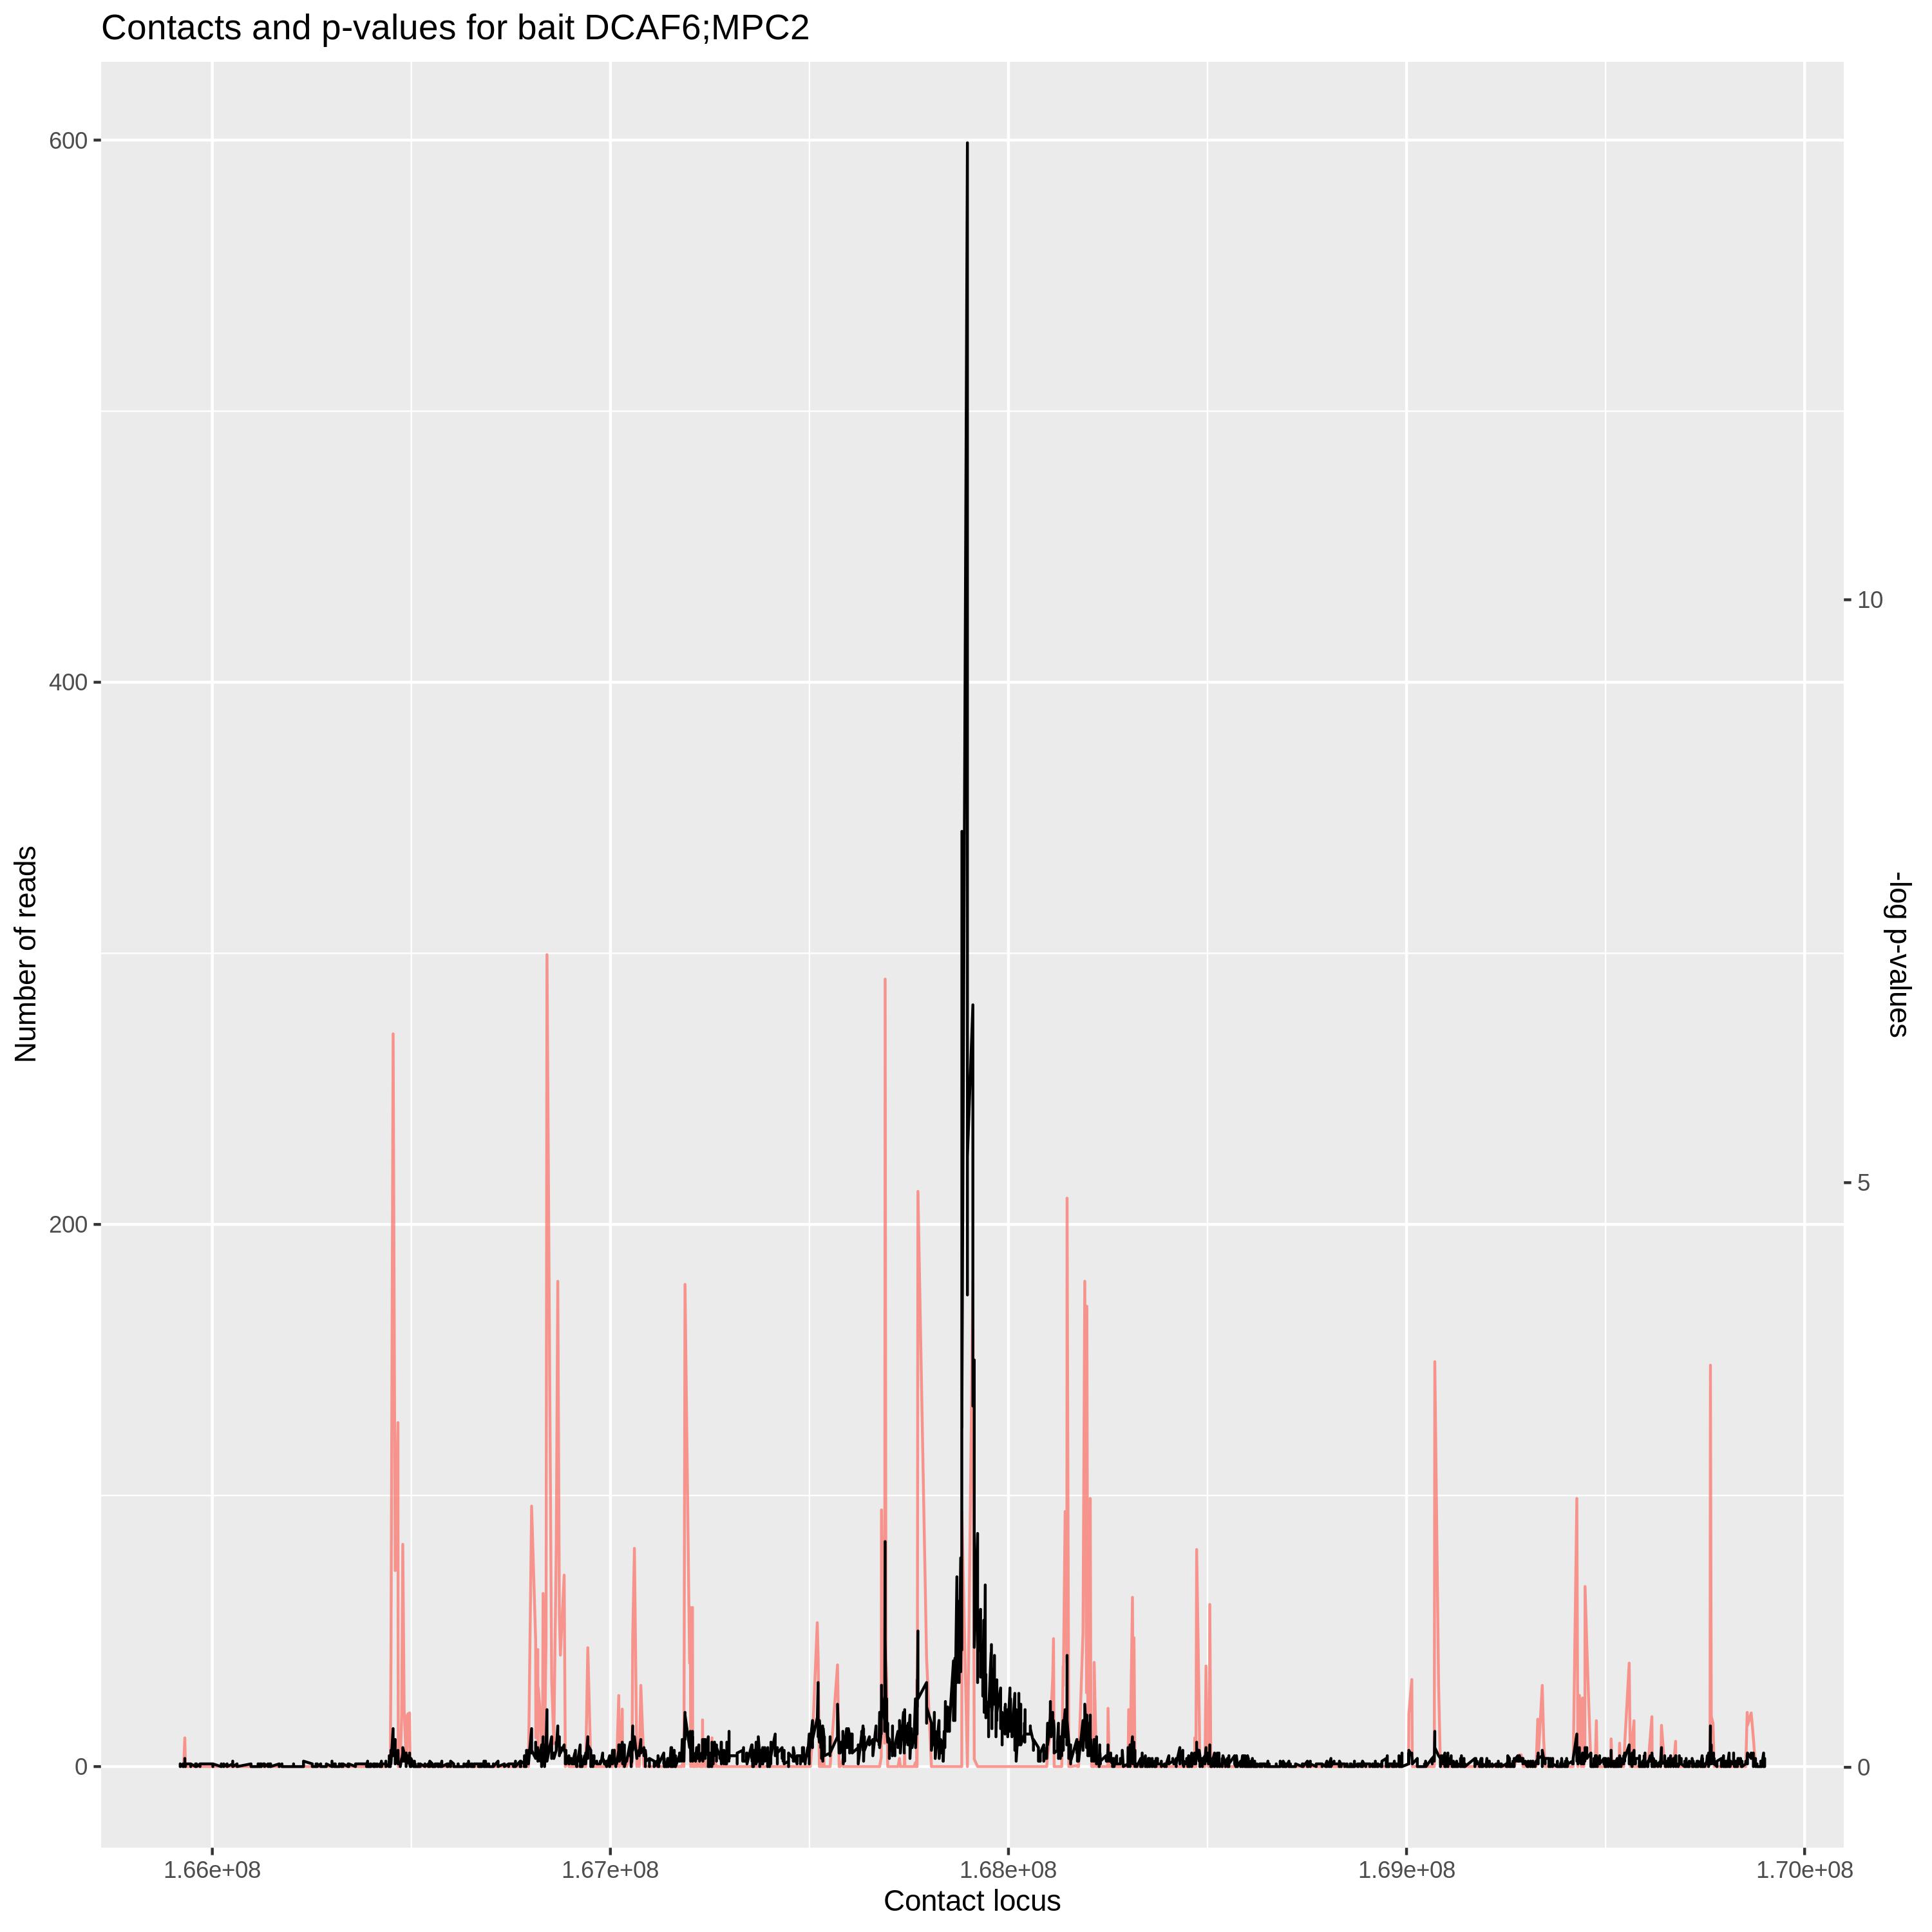 Contacts and p-values for bait DCAF6;MPC2
600
400
200
0
Number of reads
10
5
0
-log p-values
1.66e+08
1.67e+08
1.68e+08
1.69e+08
1.70e+08
Contact locus